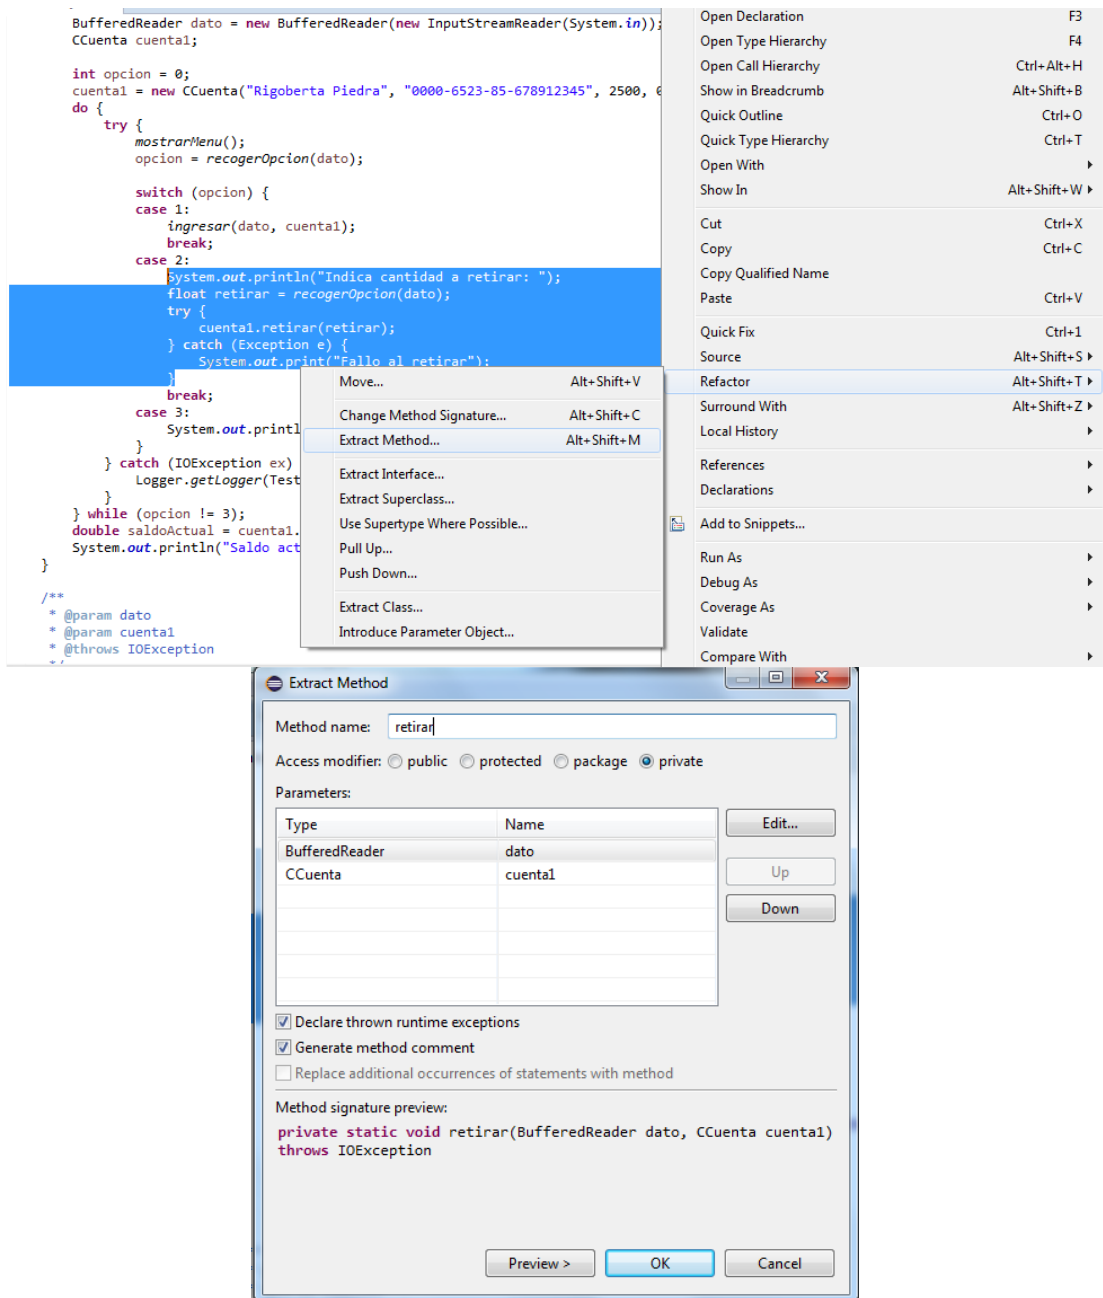 BufferedReader dato = new BufferedReader(new InputStreamReader(System.in));
CCuenta cuenta1;
int opcion = 0;
cuenta1 = new CCuenta("Rigoberta Piedra", "0000-6523-85-678912345", 2500, 0
do {
try {
mostrarMenu();
opcion = recogerOpcion(dato);
switch (opcion) {
case 1:
ingresar(dato, cuenta1);
break;
case 2:
System.out.println("Indica cantidad a retirar: ");
float retirar = recogerOpcion(dato);
try {
cuenta1.retirar(retirar);
} catch (Exception e) {
System.out.print("Fallo al retirar");
}
break;
case 3:
System.out.printl
}
} catch (IOException ex)
Logger.getLogger(Test
}
} while (opcion != 3);
double saldoActual = cuenta1.
System.out.println("Saldo act
}
/**
* @param dato
* @param cuenta1
* @throws IOException
*/
Open Declaration F3
Open Type Hierarchy F4
Open Call Hierarchy Ctrl+Alt+H
Show in Breadcrumb Alt+Shift+B
Quick Outline Ctrl+O
Quick Type Hierarchy Ctrl+T
Open With
Show In Alt+Shift+W
Cut Ctrl+X
Copy Ctrl+C
Copy Qualified Name
Paste Ctrl+V
Quick Fix Ctrl+1
Source Alt+Shift+S
Refactor Alt+Shift+T
Surround With Alt+Shift+Z
Local History
References
Declarations
Add to Snippets...
Run As
Debug As
Coverage As
Validate
Compare With
Move... Alt+Shift+V
Change Method Signature... Alt+Shift+C
Extract Method... Alt+Shift+M
Extract Interface...
Extract Superclass...
Use Supertype Where Possible...
Pull Up...
Push Down...
Extract Class...
Introduce Parameter Object...
Extract Method
Method name: retirar
Access modifier: public protected package private
Parameters:
Type Name
BufferedReader dato
CCuenta cuenta1
Edit...
Up
Down
Declare thrown runtime exceptions
Generate method comment
Replace additional occurrences of statements with method
Method signature preview:
private static void retirar(BufferedReader dato, CCuenta cuenta1)
throws IOException
Preview > OK Cancel